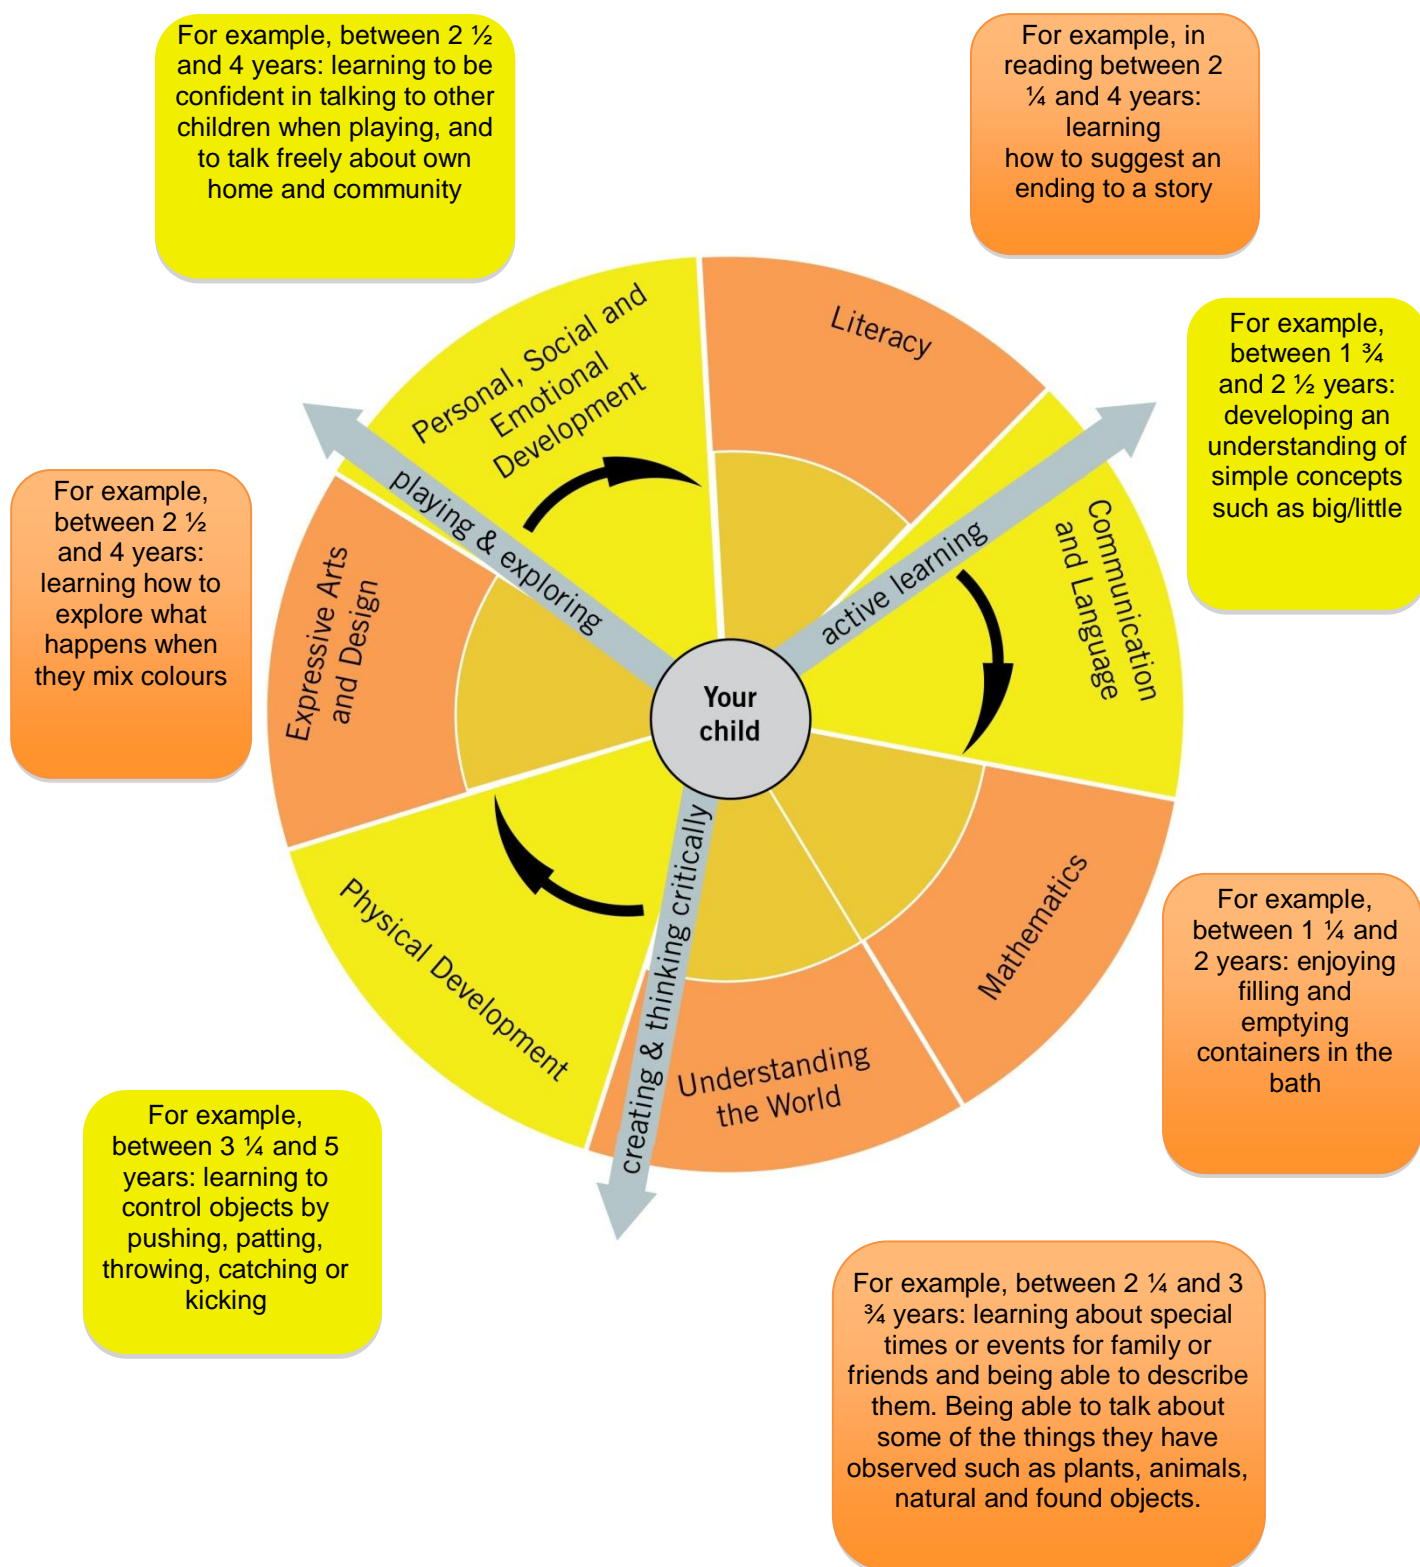 For example, between 2 ½
and 4 years: learning to be
confident in talking to other
children when playing, and
to talk freely about own
home and community
For example, in
reading between 2
¼ and 4 years:
learning
how to suggest an
ending to a story
For example,
between 1 ¾
and 2 ½ years:
developing an
understanding of
simple concepts
such as big/little
For example,
between 2 ½
and 4 years:
learning how to
explore what
happens when
they mix colours
Personal, Social and
Emotional
Development
Literacy
Communication
and Language
playing & exploring
active learning
Expressive Arts
and Design
Your
child
creating & thinking critically
Physical Development
Understanding
the World
Mathematics
For example,
between 1 ¼ and
2 years: enjoying
filling and
emptying
containers in the
bath
For example,
between 3 ¼ and 5
years: learning to
control objects by
pushing, patting,
throwing, catching or
kicking
For example, between 2 ¼ and 3
¾ years: learning about special
times or events for family or
friends and being able to describe
them. Being able to talk about
some of the things they have
observed such as plants, animals,
natural and found objects.